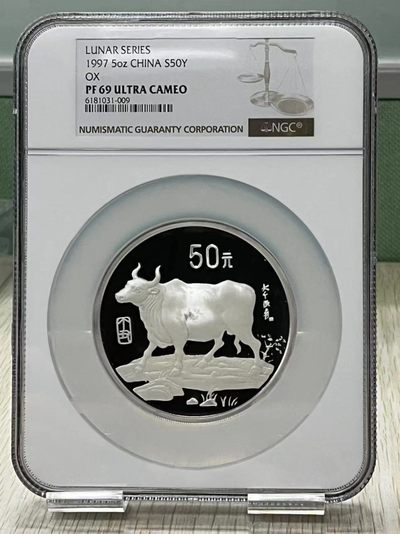 LUNAR SERIES
1997 5oz CHINA S50Y
OX
PF 69 ULTRA CAMEO
6181031-009
NUMISMATIC GUARANTY CORPORATION
NGC®
50元